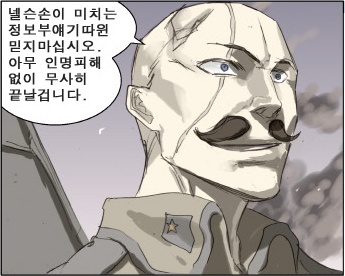 넬슨손이 미치는
정보부얘기따윈
믿지마십시오.
아무 인명피해
없이 무사히
끝날겁니다.